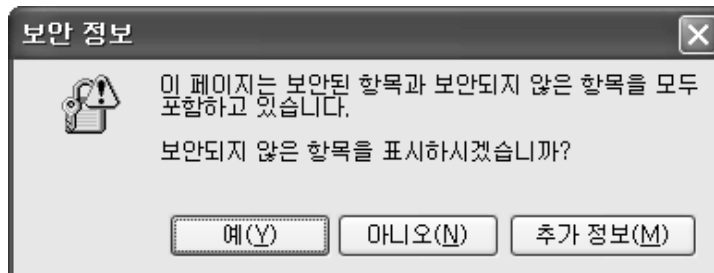 보안 정보
이 페이지는 보안된 항목과 보안되지 않은 항목을 모두
포함하고 있습니다.
보안되지 않은 항목을 표시하시겠습니까?
예(Y) 아니오(N) 추가 정보(M)